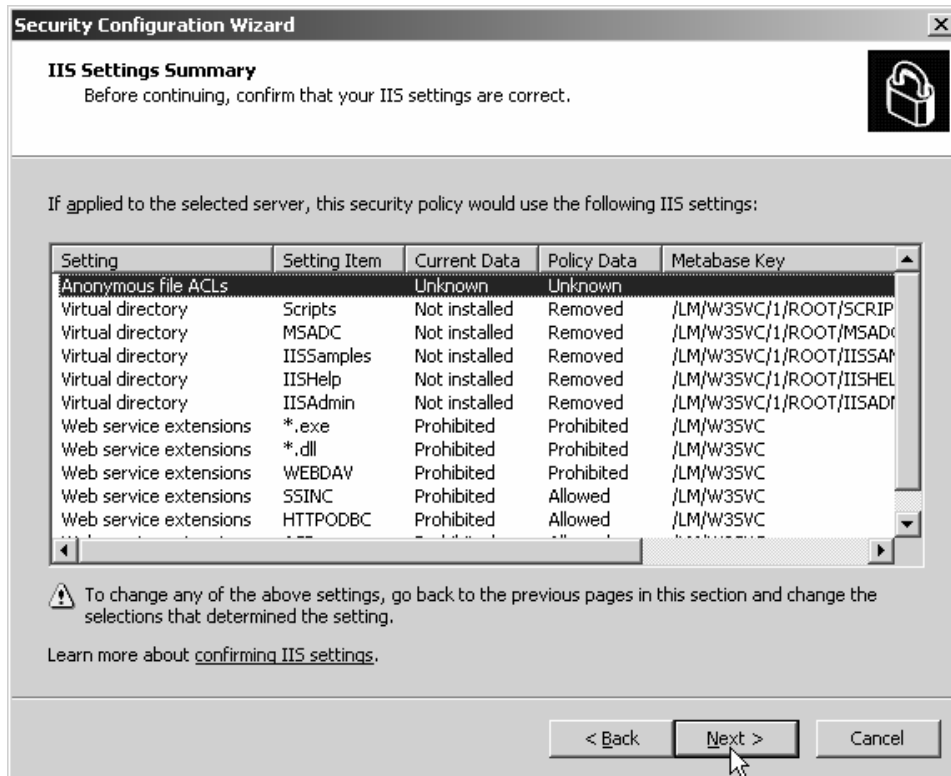 Security Configuration Wizard
IIS Settings Summary
Before continuing, confirm that your IIS settings are correct.
If applied to the selected server, this security policy would use the following IIS settings:
Setting Setting Item Current Data Policy Data Metabase Key
Anonymous file ACLs Unknown Unknown
Virtual directory Scripts Not installed Removed /LM/W3SVC/1/ROOT/SCRIP
Virtual directory MSADC Not installed Removed /LM/W3SVC/1/ROOT/MSADC
Virtual directory IISSamples Not installed Removed /LM/W3SVC/1/ROOT/IISSAM
Virtual directory IISHelp Not installed Removed /LM/W3SVC/1/ROOT/IISHEL
Virtual directory IISAdmin Not installed Removed /LM/W3SVC/1/ROOT/IISADM
Web service extensions *.exe Prohibited Prohibited /LM/W3SVC
Web service extensions *.dll Prohibited Prohibited /LM/W3SVC
Web service extensions WEBDAV Prohibited Prohibited /LM/W3SVC
Web service extensions SSINC Prohibited Allowed /LM/W3SVC
Web service extensions HTTPODBC Prohibited Allowed /LM/W3SVC
To change any of the above settings, go back to the previous pages in this section and change the
selections that determined the setting.
Learn more about confirming IIS settings.
< Back Next > Cancel